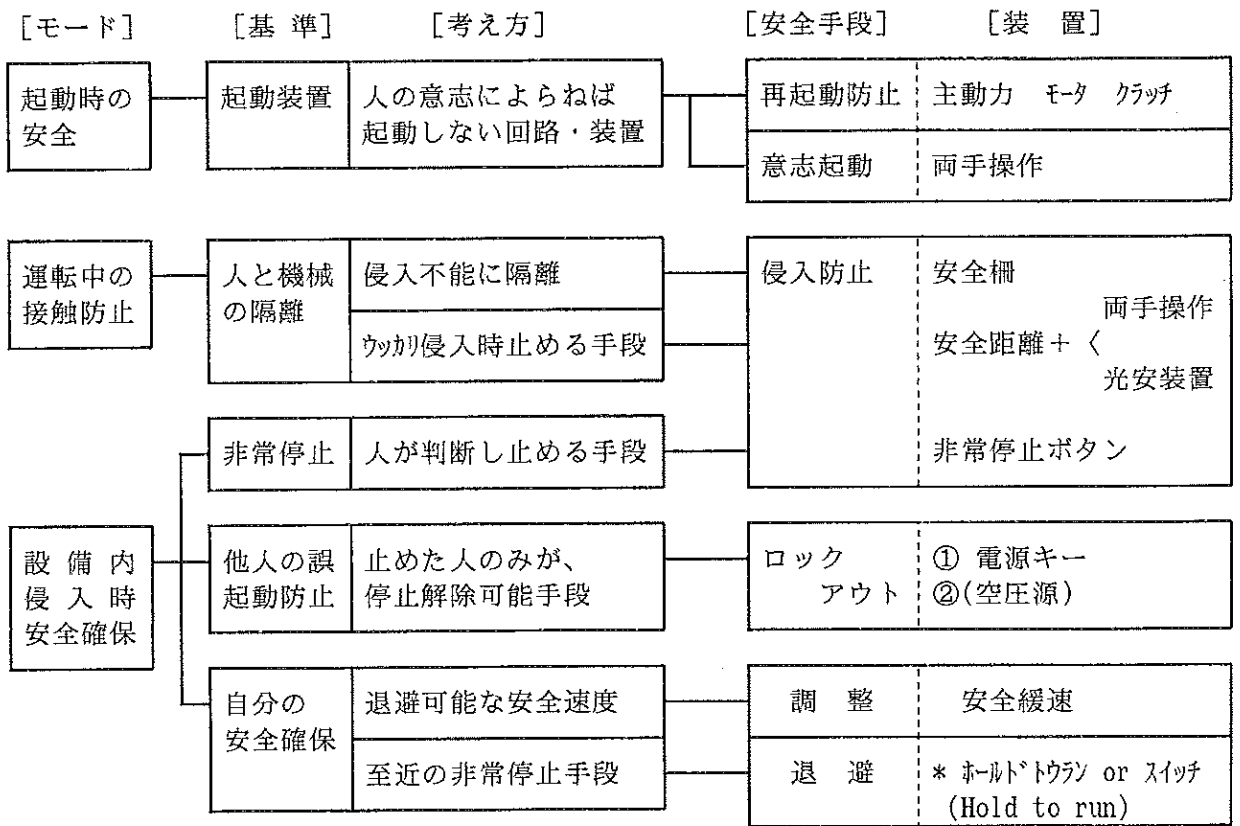 [モード] [基 準] [考え方] [安全手段] [装 置]
起動時の
安全
起動装置
人の意志によらねば
起動しない回路・装置
再起動防止 主動力 モータ クラッチ
意志起動 両手操作
運転中の
接触防止
人と機械
の隔離
侵入不能に隔離
ウッカリ侵入時止める手段
侵入防止 安全柵
両手操作
安全距離+〈
光安装置
非常停止 人が判断し止める手段
非常停止ボタン
設備内
侵入時
安全確保
他人の誤
起動防止
止めた人のみが、
停止解除可能手段
ロック
アウト
① 電源キー
②(空圧源)
自分の
安全確保
退避可能な安全速度
調 整 安全緩速
至近の非常停止手段
退 避 * ホールドトウラン or スイッチ
(Hold to run)